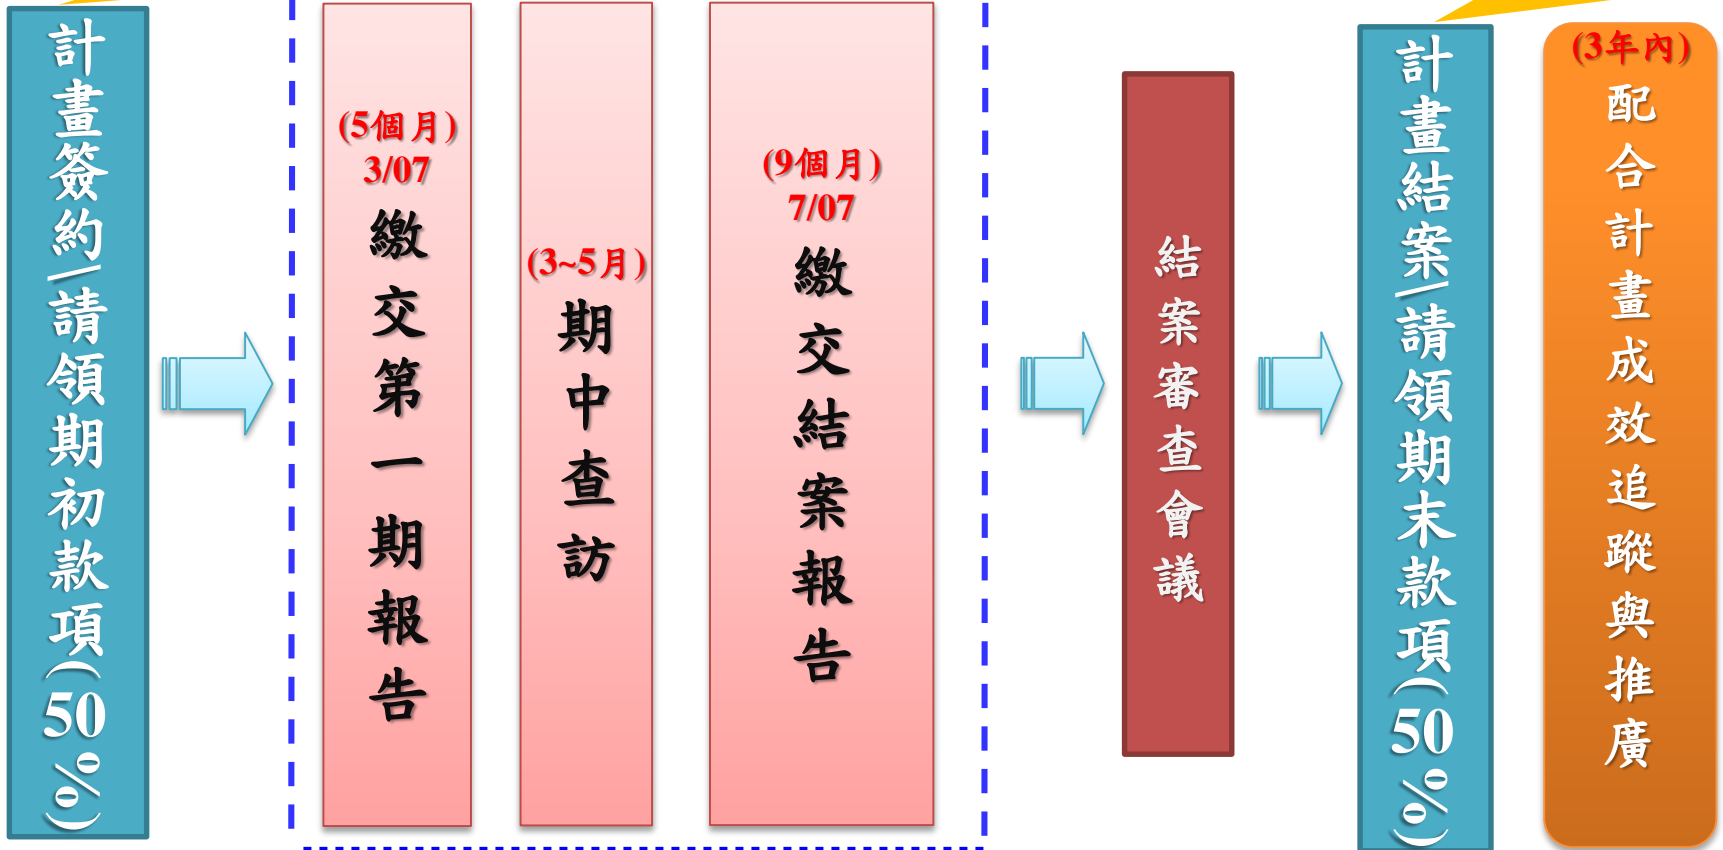 計畫簽約/請領期初款項(50%)
(5個月)
3/07
繳交第一期報告
(3~5月)
期中查訪
(9個月)
7/07
繳交結案報告
結案審查會議
計畫結案/請領期末款項(50%)
(3年內)
配合計畫成效追蹤與推廣